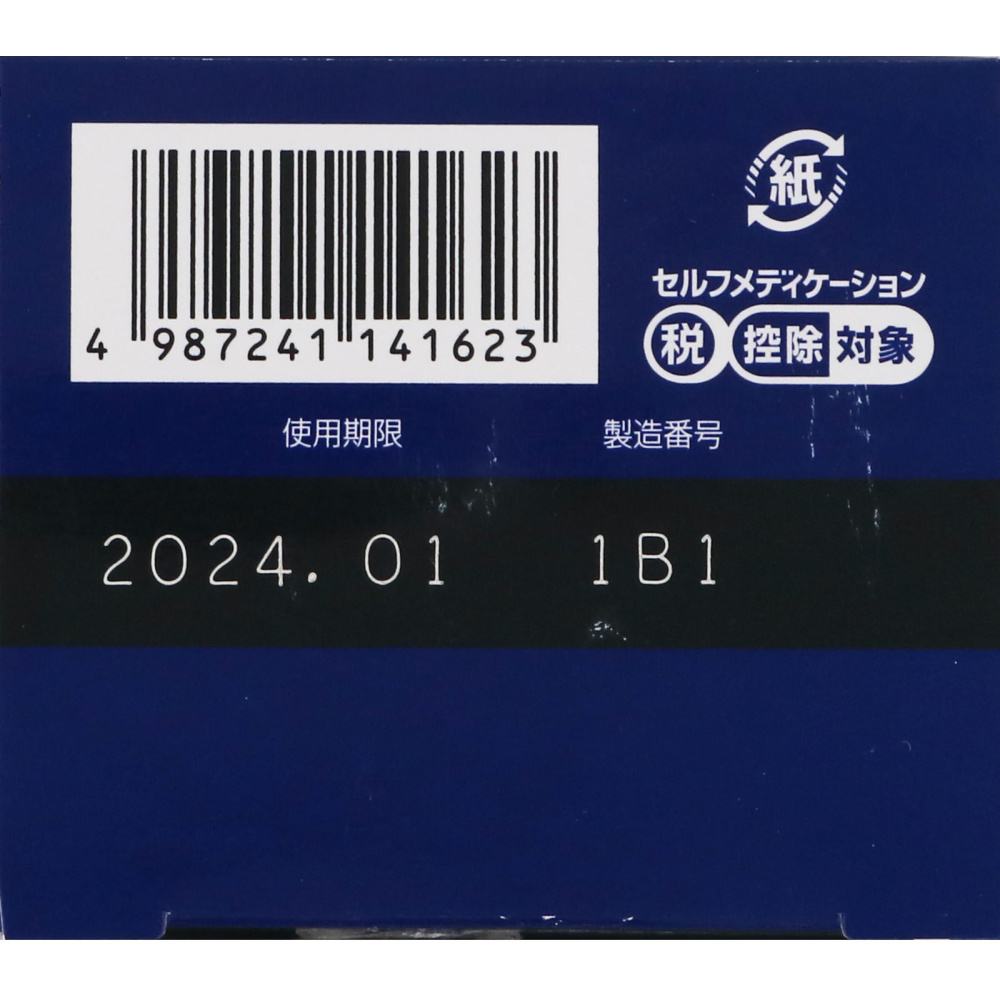 紙
セルフメディケーション
税 控除 対象
4 987241 141623
使用期限 製造番号
2024. 01 1B1